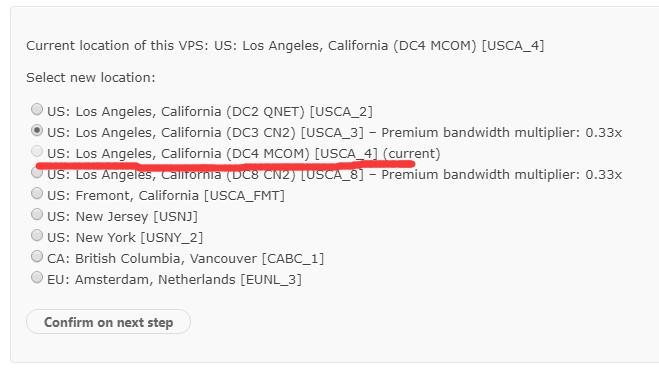 Current location of this VPS: US: Los Angeles, California (DC4 MCOM) [USCA_4]
Select new location:
US: Los Angeles, California (DC2 QNET) [USCA_2]
US: Los Angeles, California (DC3 CN2) [USCA_3] – Premium bandwidth multiplier: 0.33x
US: Los Angeles, California (DC4 MCOM) [USCA_4] (current)
US: Los Angeles, California (DC8 CN2) [USCA_8] – Premium bandwidth multiplier: 0.33x
US: Fremont, California [USCA_FMT]
US: New Jersey [USNJ]
US: New York [USNY_2]
CA: British Columbia, Vancouver [CABC_1]
EU: Amsterdam, Netherlands [EUNL_3]
Confirm on next step